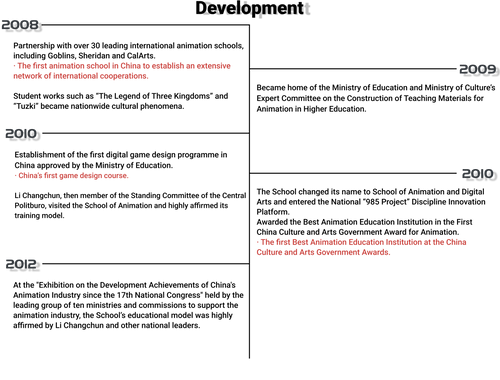 Development
2008
Partnership with over 30 leading international animation schools,
including Goblins, Sheridan and CalArts.
· The first animation school in China to establish an extensive
network of international cooperations.
Student works such as “The Legend of Three Kingdoms” and
“Tuzki” became nationwide cultural phenomena.
2009
Became home of the Ministry of Education and Ministry of Culture's
Expert Committee on the Construction of Teaching Materials for
Animation in Higher Education.
2010
Establishment of the first digital game design programme in
China approved by the Ministry of Education.
· China's first game design course.
Li Changchun, then member of the Standing Committee of the Central
Politburo, visited the School of Animation and highly affirmed its
training model.
2010
The School changed its name to School of Animation and Digital
Arts and entered the National “985 Project” Discipline Innovation
Platform.
Awarded the Best Animation Education Institution in the First
China Culture and Arts Government Award for Animation.
· The first Best Animation Education Institution at the China
Culture and Arts Government Awards.
2012
At the "Exhibition on the Development Achievements of China's
Animation Industry since the 17th National Congress" held by the
leading group of ten ministries and commissions to support the
animation industry, the School's educational model was highly
affirmed by Li Changchun and other national leaders.